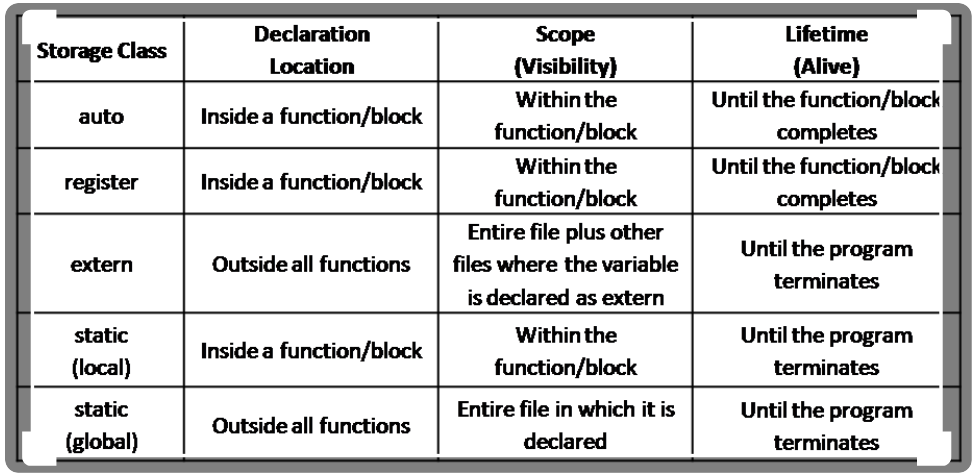 Storage Class
Declaration
Location
Scope
(Visibility)
Lifetime
(Alive)
auto
Inside a function/block
Within the
function/block
Until the function/block
completes
register
Inside a function/block
Within the
function/block
Until the function/block
completes
extern
Outside all functions
Entire file plus other
files where the variable
is declared as extern
Until the program
terminates
static
(local)
Inside a function/block
Within the
function/block
Until the program
terminates
static
(global)
Outside all functions
Entire file in which it is
declared
Until the program
terminates